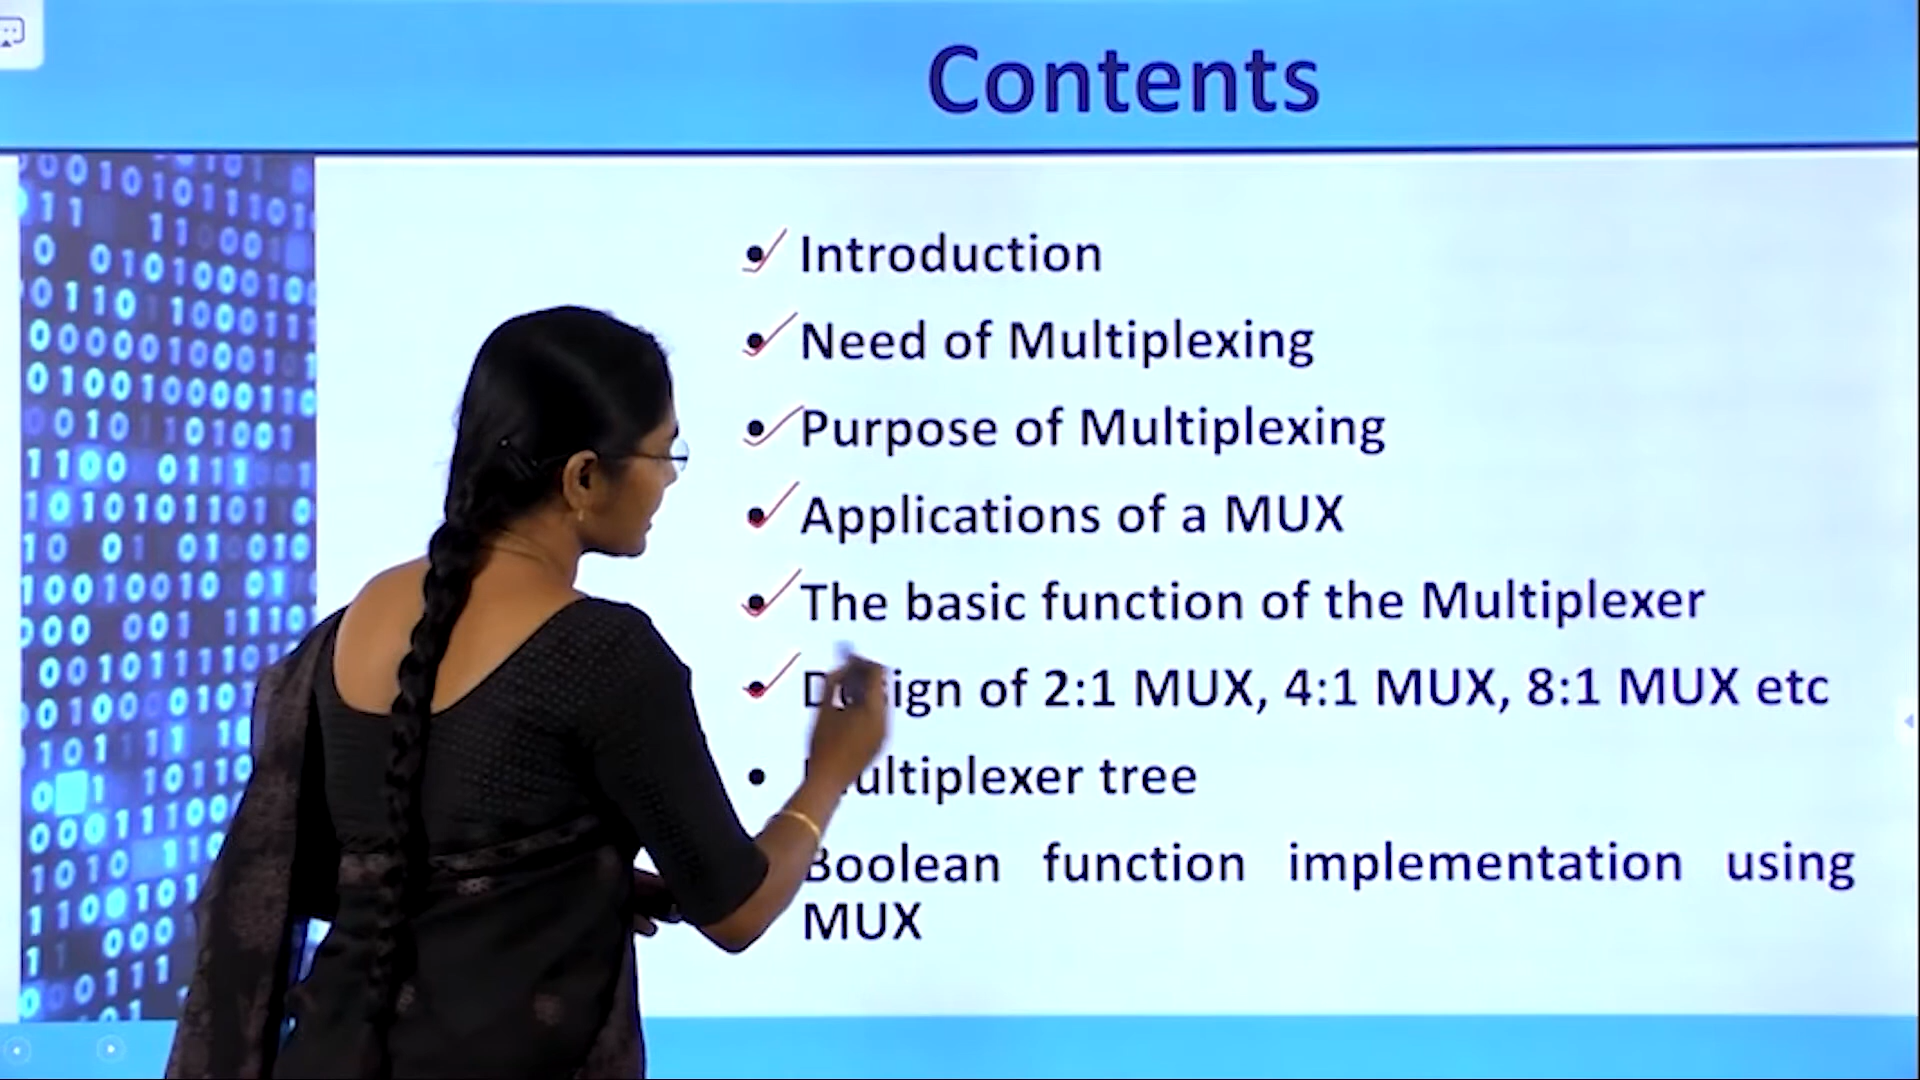 Contents
Introduction
Need of Multiplexing
Purpose of Multiplexing
Applications of a MUX
The basic function of the Multiplexer
Design of 2:1 MUX, 4:1 MUX, 8:1 MUX etc
Multiplexer tree
Boolean function implementation using
MUX